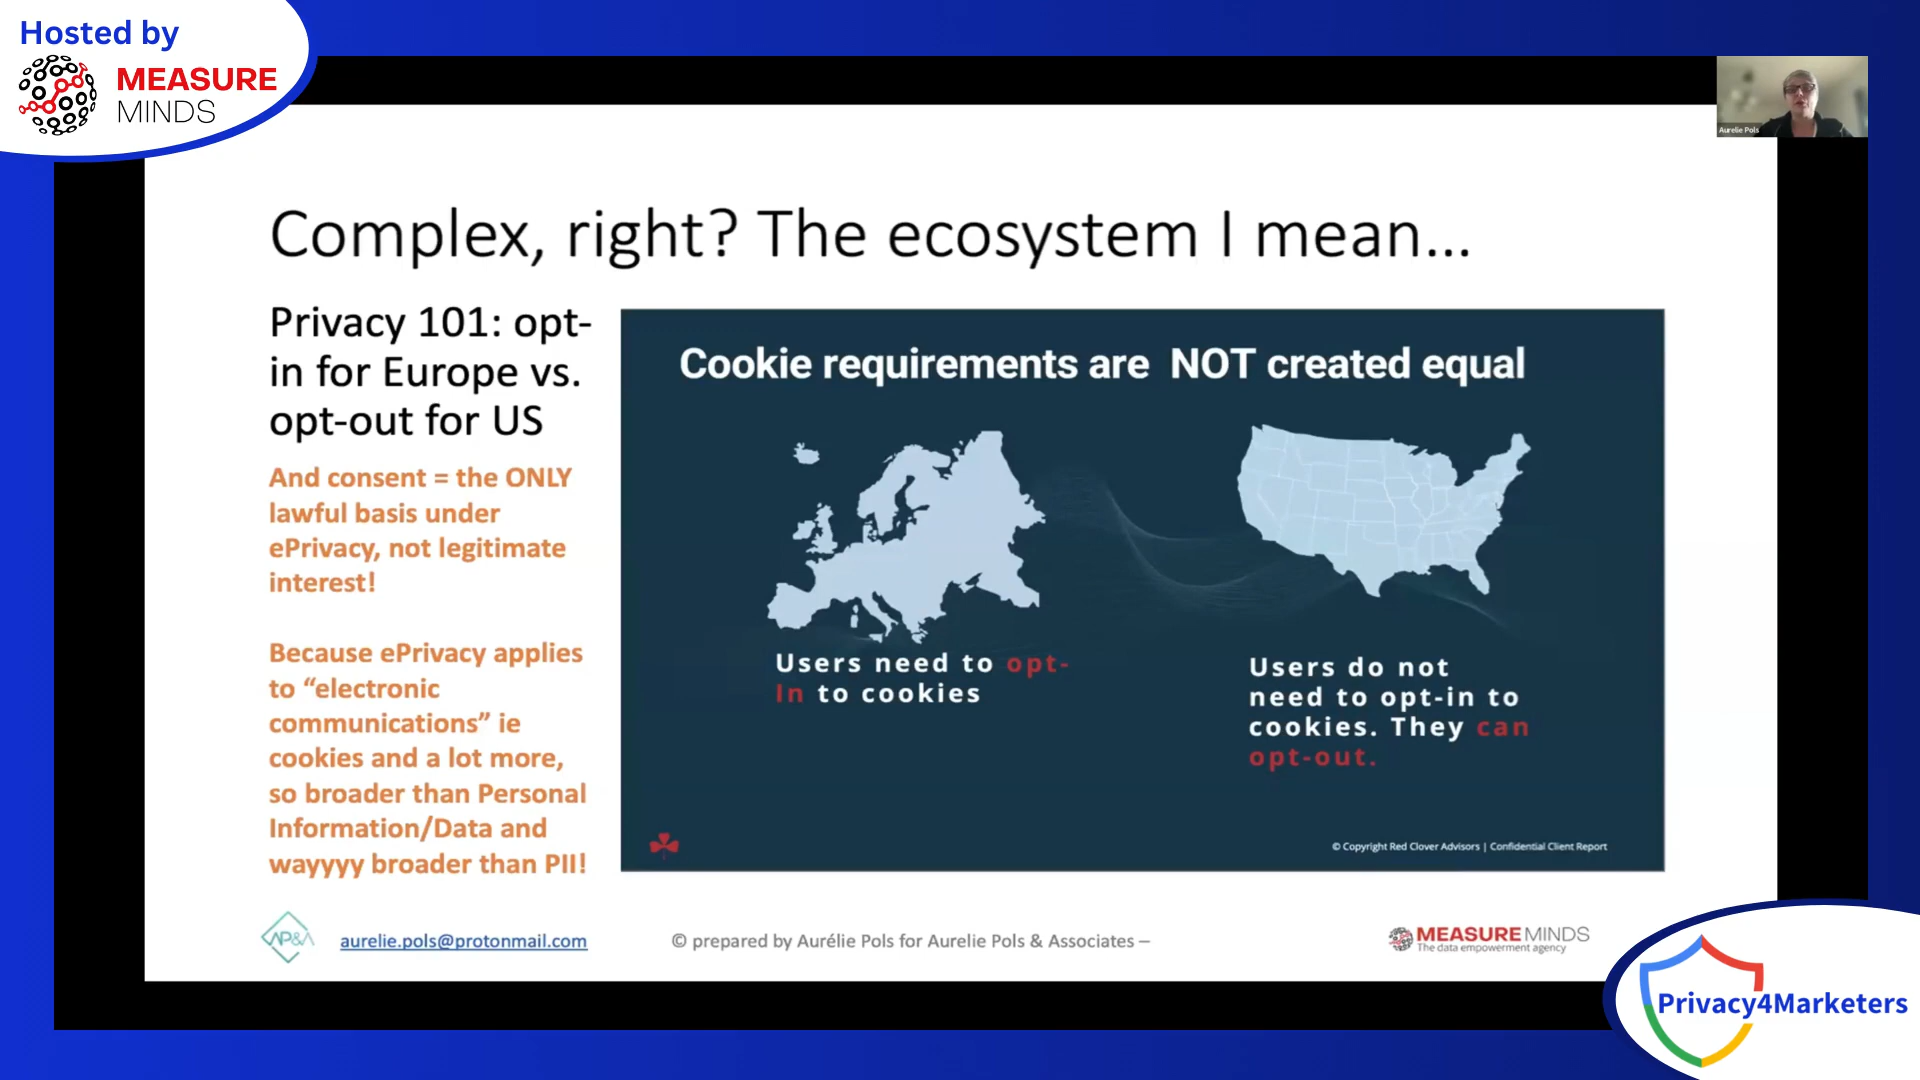 Hosted by
MEASURE
MINDS
Aurelie Pols
Complex, right? The ecosystem I mean...
Privacy 101: opt-
in for Europe vs.
opt-out for US
And consent = the ONLY
lawful basis under
ePrivacy, not legitimate
interest!
Because ePrivacy applies
to “electronic
communications” ie
cookies and a lot more,
so broader than Personal
Information/Data and
wayyyy broader than PII!
Cookie requirements are NOT created equal
Users need to opt-
In to cookies
Users do not
need to opt-in to
cookies. They can
opt-out.
© Copyright Red Clover Advisors | Confidential Client Report
AP&A
aurelie.pols@protonmail.com
© prepared by Aurélie Pols for Aurelie Pols & Associates –
MEASURE MINDS
The data empowerment agency
Privacy4Marketers